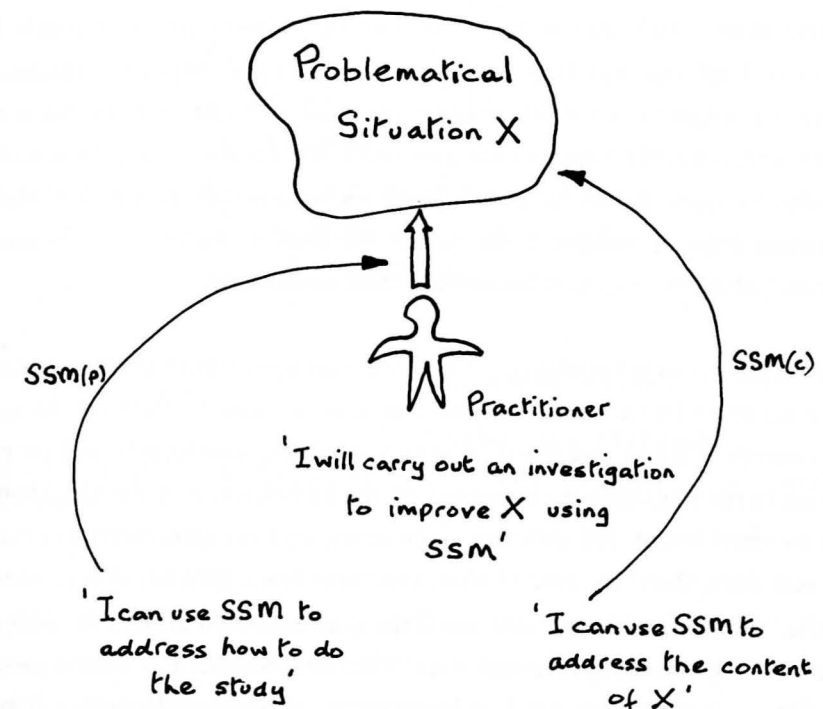 Problematical
Situation X
SSM(p)
SSM(c)
Practitioner
'I will carry out an investigation
to improve X using
SSM'
'I can use SSM to
address how to do
the study'
'I can use SSM to
address the content
of X'